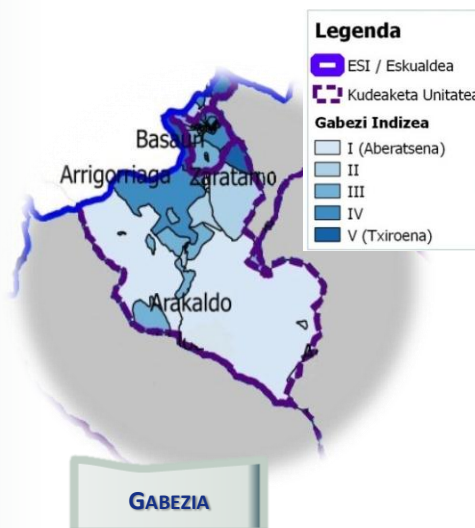 Legenda
ESI / Eskualdea
Kudeaketa Unitatea
Gabezi Indizea
I (Aberatsena)
II
III
IV
V (Txiroena)
Basauri
Arrigorriaga
Zaratamo
Arakaldo
GABEZIA